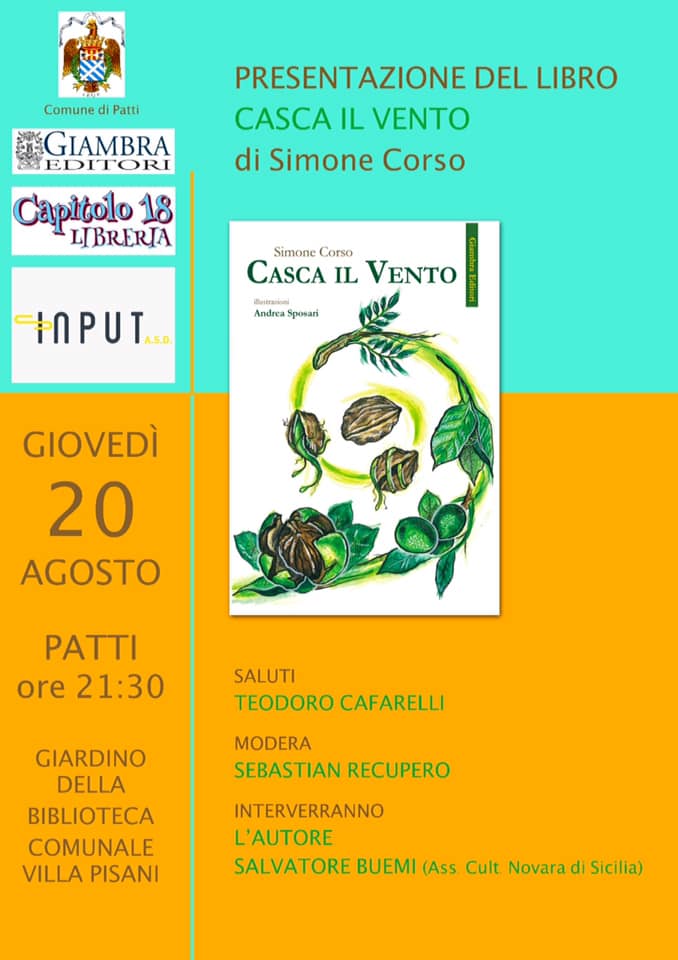 Comune di Patti
GIAMBRA
EDITORI
Capitolo 18
LIBRERIA
INPUT A.S.D.
PRESENTAZIONE DEL LIBRO
CASCA IL VENTO
di Simone Corso
Simone Corso
CASCA IL VENTO
illustrazioni
Andrea Sposari
Giambra Editori
GIOVEDÌ
20
AGOSTO
PATTI
ore 21:30
GIARDINO
DELLA
BIBLIOTECA
COMUNALE
VILLA PISANI
SALUTI
TEODORO CAFARELLI
MODERA
SEBASTIAN RECUPERO
INTERVERRANNO
L'AUTORE
SALVATORE BUEMI (Ass. Cult. Novara di Sicilia)